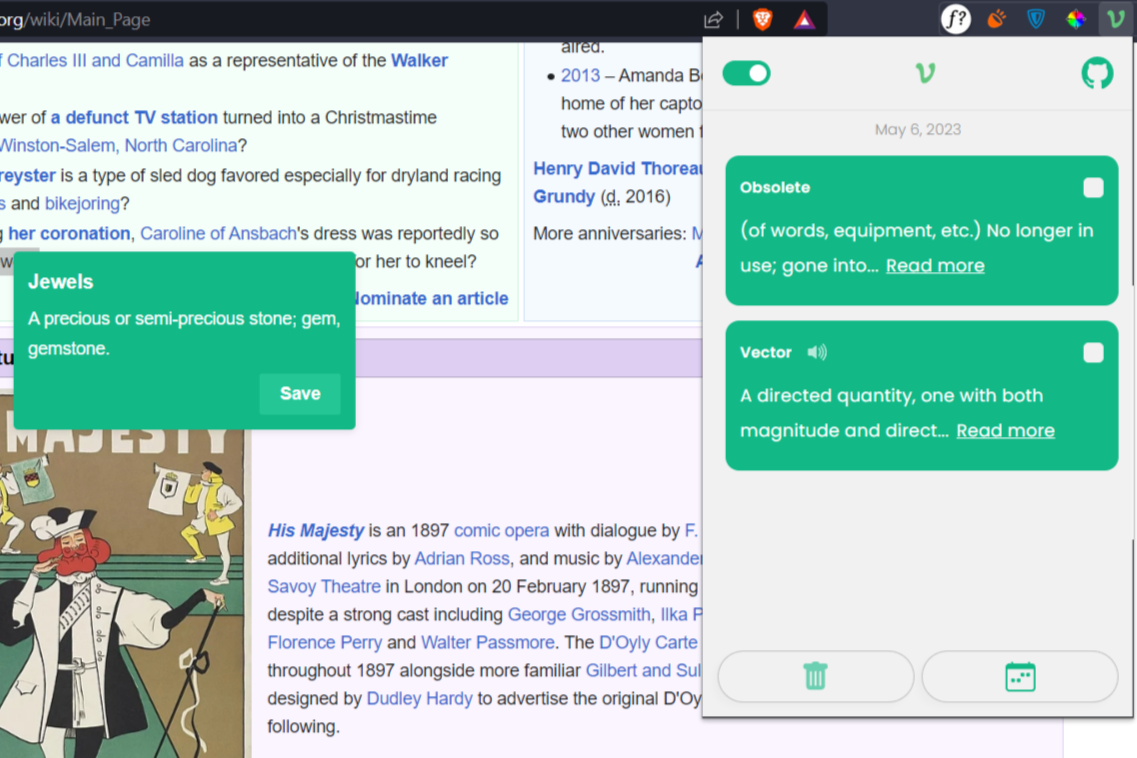 org/wiki/Main_Page
f?
Charles III and Camilla as a representative of the Walker
wer of a defunct TV station turned into a Christmastime
Winston-Salem, North Carolina?
reyster is a type of sled dog favored especially for dryland racing
s and bikejoring?
her coronation, Caroline of Ansbach's dress was reportedly so
w
or her to kneel?
Nominate an article
Jewels
A precious or semi-precious stone; gem,
gemstone.
Save
aired.
• 2013 – Amanda B
home of her capto
two other women
Henry David Thoreau
Grundy (d. 2016)
More anniversaries: M
A
tu
MAJESTY
His Majesty is an 1897 comic opera with dialogue by F.
additional lyrics by Adrian Ross, and music by Alexander
Savoy Theatre in London on 20 February 1897, running
despite a strong cast including George Grossmith, Ilka P
Florence Perry and Walter Passmore. The D'Oyly Carte
throughout 1897 alongside more familiar Gilbert and Sul
designed by Dudley Hardy to advertise the original D'Oy
following.
May 6, 2023
Obsolete
(of words, equipment, etc.) No longer in
use; gone into... Read more
Vector
A directed quantity, one with both
magnitude and direct... Read more